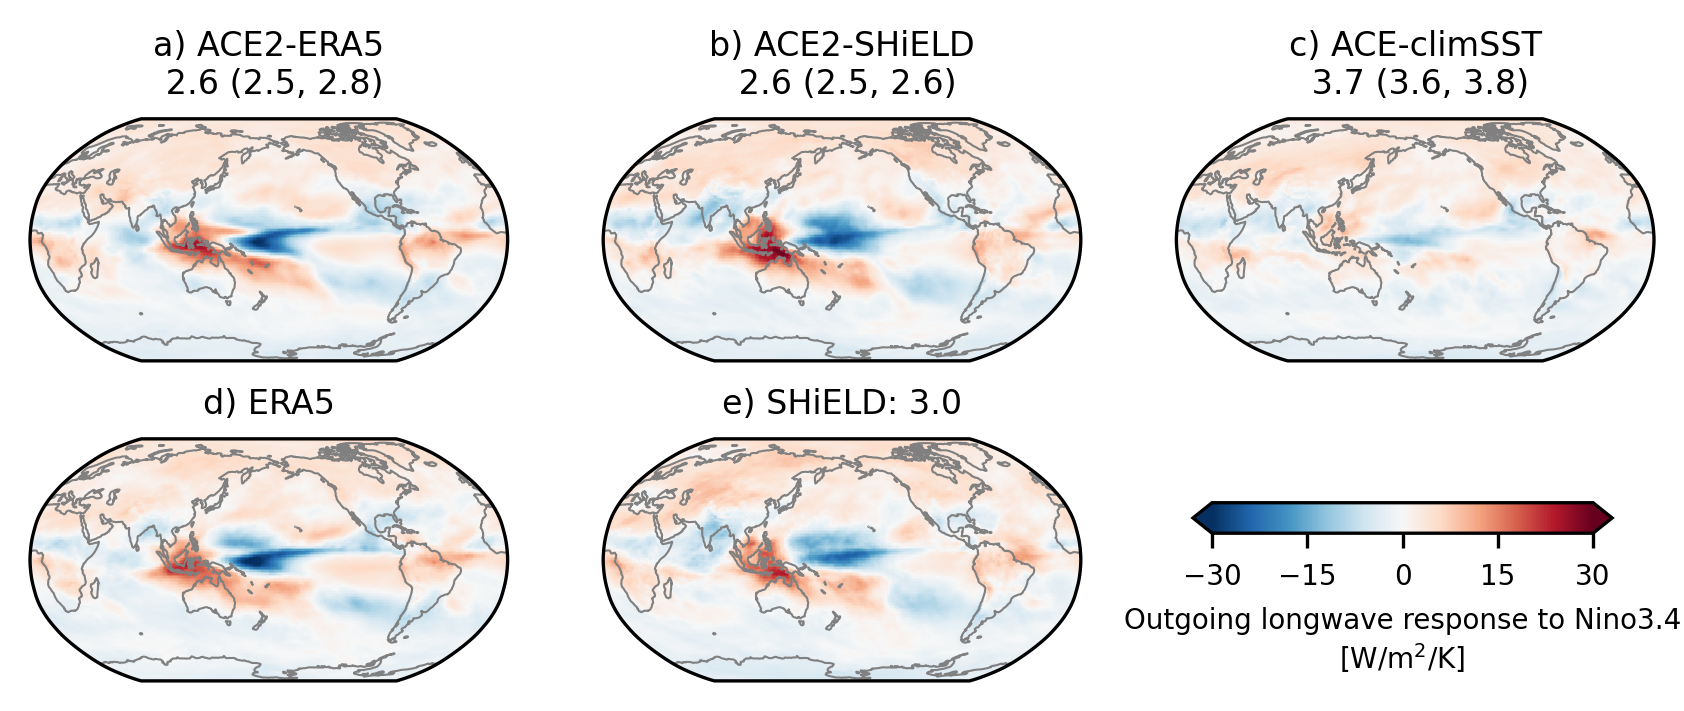 a) ACE2-ERA5
2.6 (2.5, 2.8)
b) ACE2-SHiELD
2.6 (2.5, 2.6)
c) ACE-climSST
3.7 (3.6, 3.8)
d) ERA5
e) SHiELD: 3.0
−30 −15 0 15 30
Outgoing longwave response to Nino3.4
[W/m²/K]